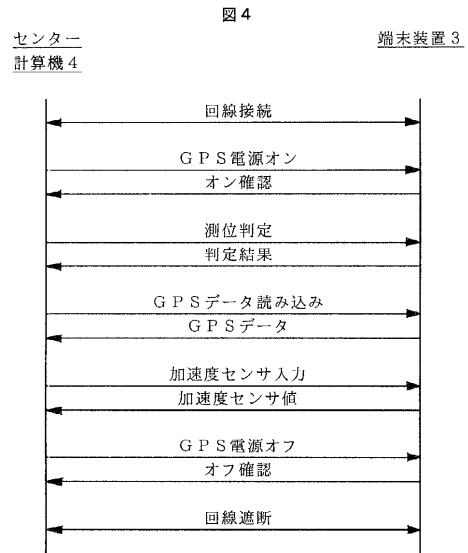 図4
センター
計算機4
端末装置3
回線接続
GPS電源オン
オン確認
測位判定
判定結果
GPSデータ読み込み
GPSデータ
加速度センサ入力
加速度センサ値
GPS電源オフ
オフ確認
回線遮断